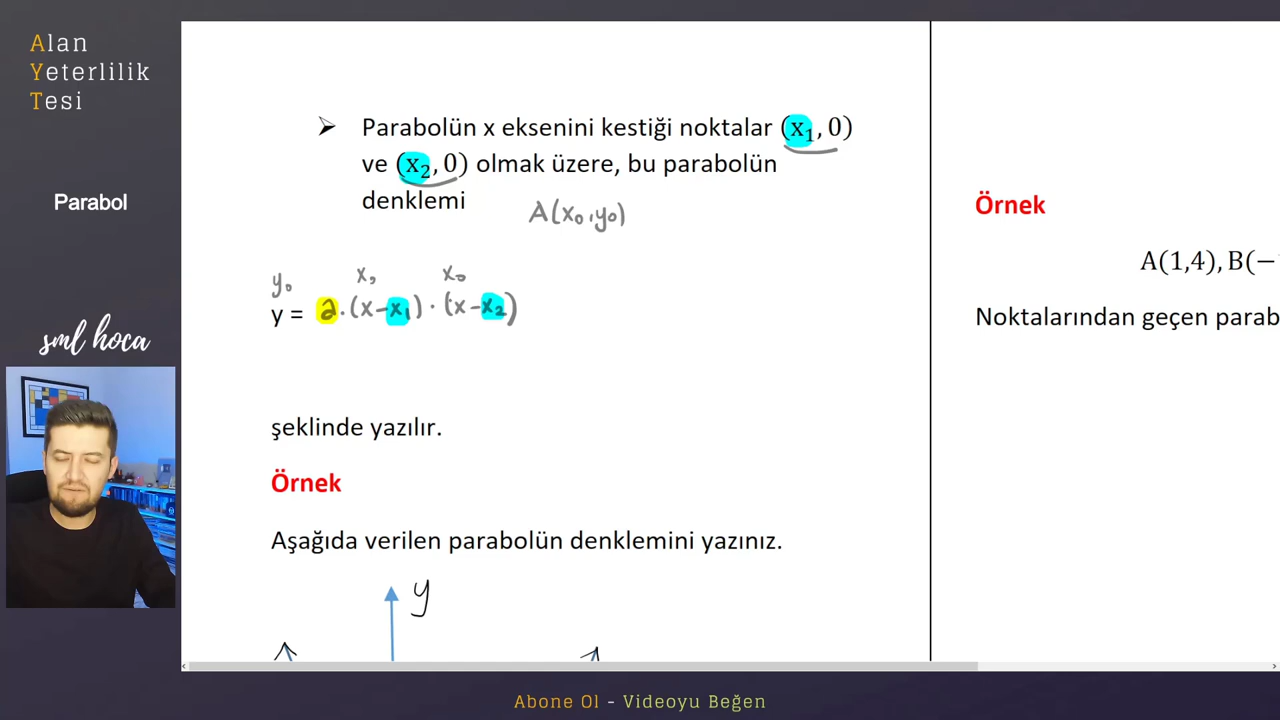 Alan
Yeterlilik
Tesi
Parabol
sml hoca
➢ Parabolün x eksenini kestiği noktalar (x₁, 0)
ve (x₂, 0) olmak üzere, bu parabolün
denklemi
A(x₀,y₀)
y₀ x₀ x₀
y = a.(x-x₁).(x-x₂)
şeklinde yazılır.
Örnek
Aşağıda verilen parabolün denklemini yazınız.
y
Örnek
A(1,4), B(−
Noktalarından geçen parab
Abone Ol - Videoyu Beğen